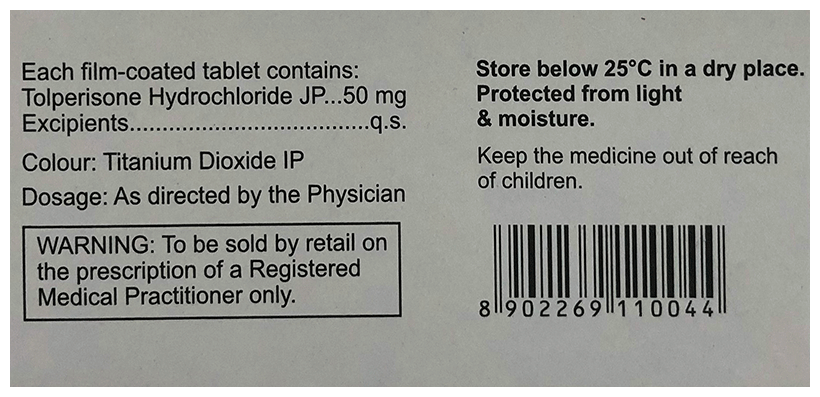 Each film-coated tablet contains:
Tolperisone Hydrochloride JP...50 mg
Excipients.....................................q.s.
Colour: Titanium Dioxide IP
Dosage: As directed by the Physician
WARNING: To be sold by retail on
the prescription of a Registered
Medical Practitioner only.
Store below 25°C in a dry place.
Protected from light
& moisture.
Keep the medicine out of reach
of children.
8 902269 110044